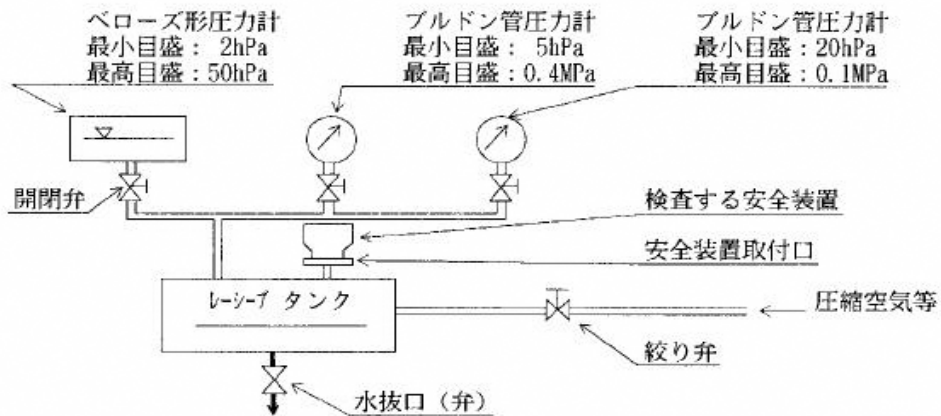 ベローズ形圧力計
最小目盛： 2hPa
最高目盛：50hPa
ブルドン管圧力計
最小目盛： 5hPa
最高目盛：0.4MPa
ブルドン管圧力計
最小目盛：20hPa
最高目盛：0.1MPa
開閉弁
検査する安全装置
安全装置取付口
レーシーブ タンク
圧縮空気等
絞り弁
水抜口（弁）